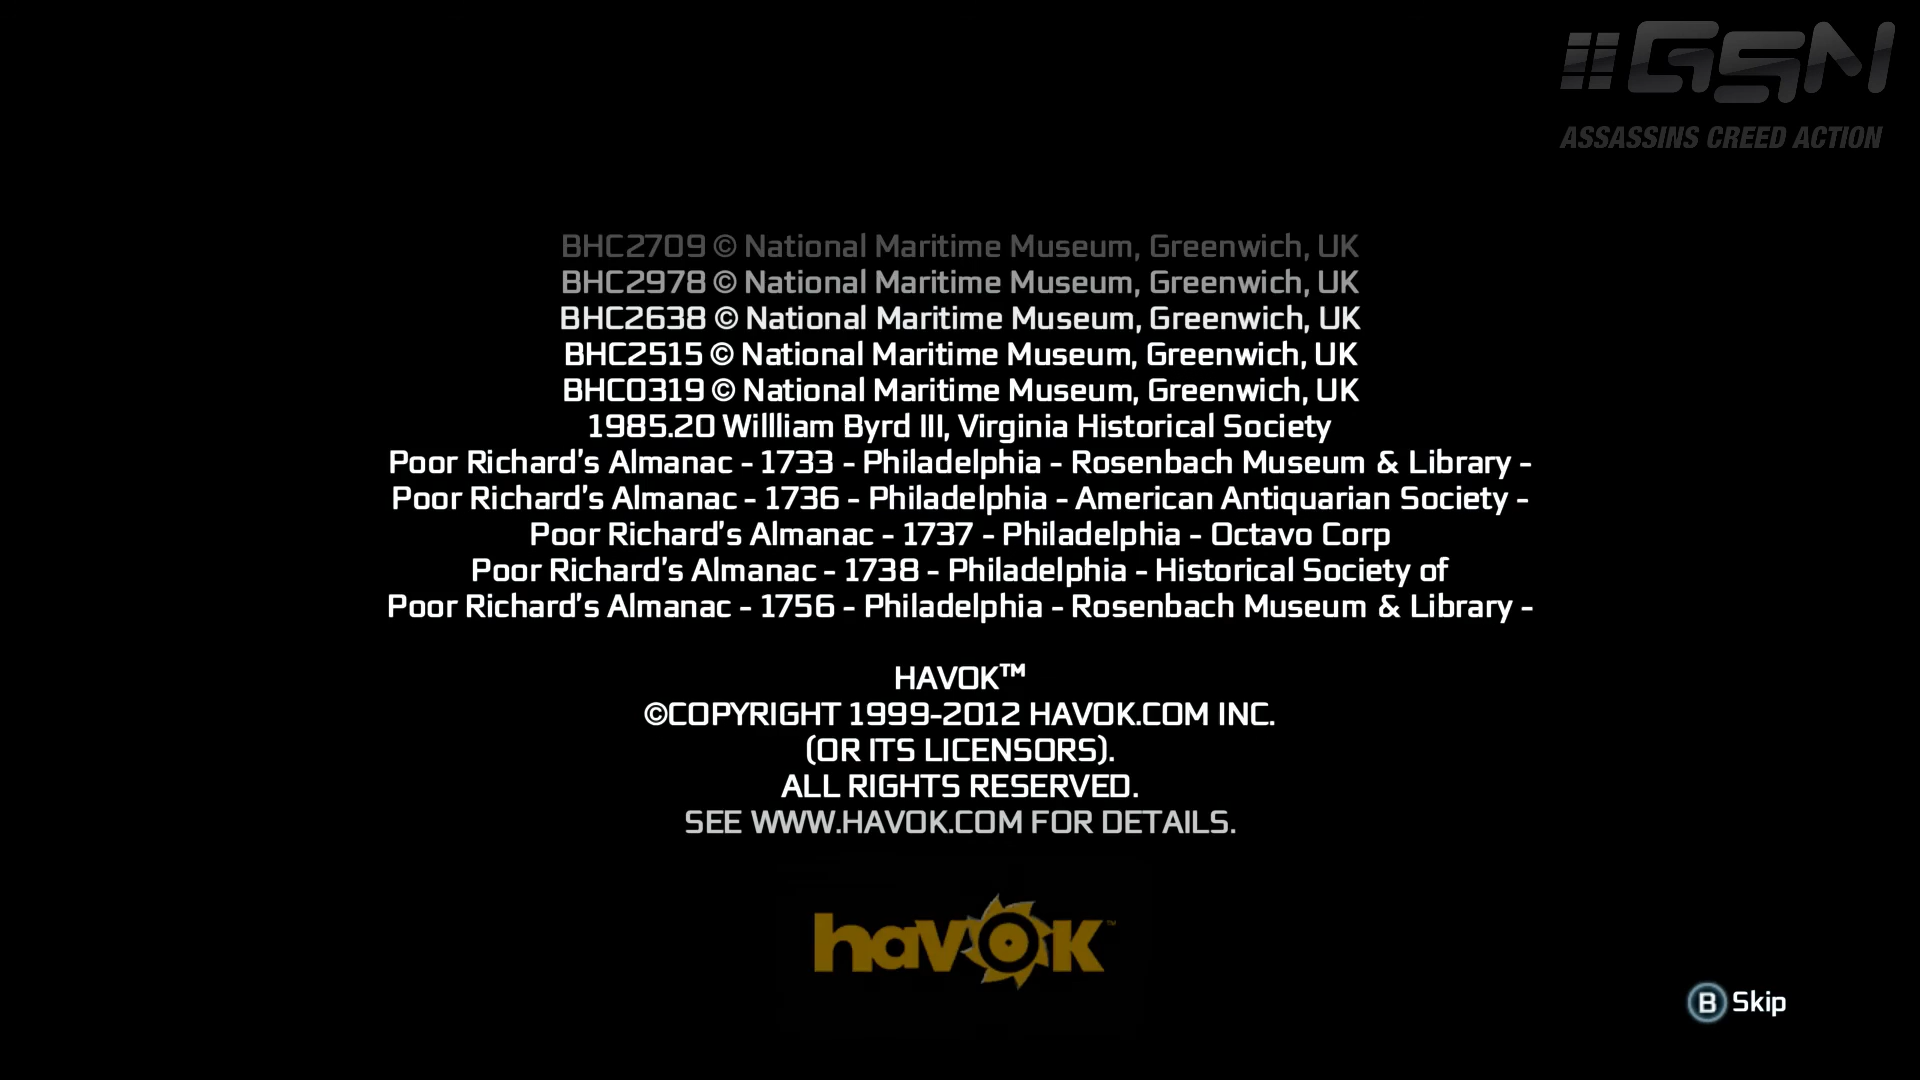 GSN
ASSASSINS CREED ACTION
BHC2709 © National Maritime Museum, Greenwich, UK
BHC2978 © National Maritime Museum, Greenwich, UK
BHC2638 © National Maritime Museum, Greenwich, UK
BHC2515 © National Maritime Museum, Greenwich, UK
BHC0319 © National Maritime Museum, Greenwich, UK
1985.20 Willliam Byrd III, Virginia Historical Society
Poor Richard's Almanac - 1733 - Philadelphia - Rosenbach Museum & Library -
Poor Richard's Almanac - 1736 - Philadelphia - American Antiquarian Society -
Poor Richard's Almanac - 1737 - Philadelphia - Octavo Corp
Poor Richard's Almanac - 1738 - Philadelphia - Historical Society of
Poor Richard's Almanac - 1756 - Philadelphia - Rosenbach Museum & Library -
HAVOK™
©COPYRIGHT 1999-2012 HAVOK.COM INC.
(OR ITS LICENSORS).
ALL RIGHTS RESERVED.
SEE WWW.HAVOK.COM FOR DETAILS.
havok™
B Skip